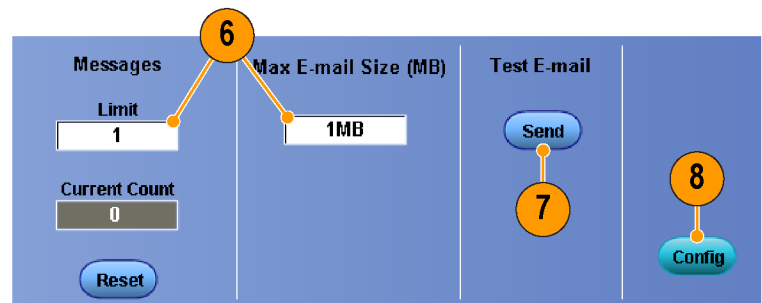 6
Messages
Max E-mail Size (MB)
Test E-mail
Limit
1
1MB
Send
Current Count
0
7
8
Reset
Config